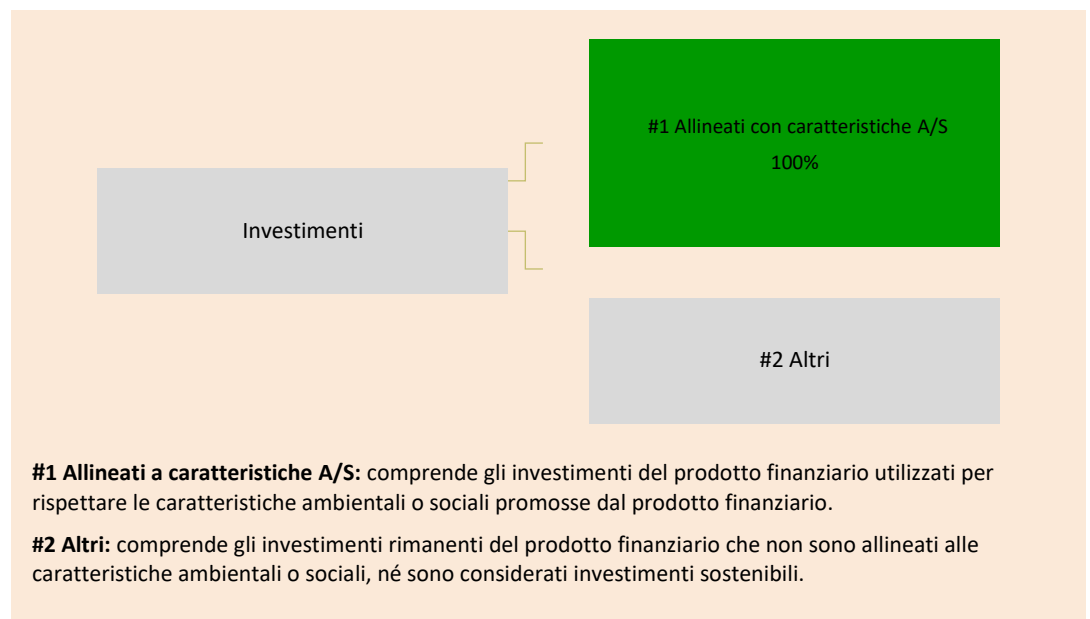 #1 Allineati con caratteristiche A/S
100%
Investimenti
#2 Altri
#1 Allineati a caratteristiche A/S: comprende gli investimenti del prodotto finanziario utilizzati per
rispettare le caratteristiche ambientali o sociali promosse dal prodotto finanziario.
#2 Altri: comprende gli investimenti rimanenti del prodotto finanziario che non sono allineati alle
caratteristiche ambientali o sociali, né sono considerati investimenti sostenibili.